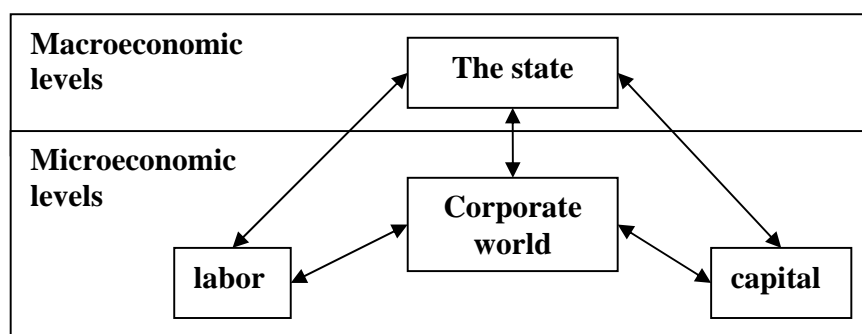 Macroeconomic
levels
The state
Microeconomic
levels
Corporate
world
labor
capital